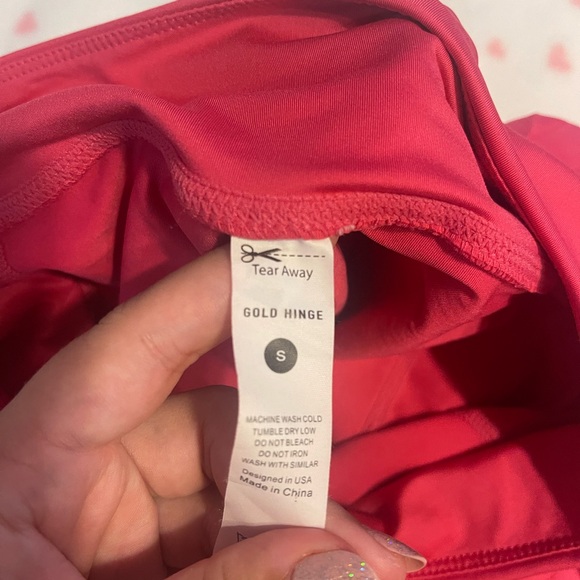 Tear Away
GOLD HINGE
S
MACHINE WASH COLD
TUMBLE DRY LOW
DO NOT BLEACH
DO NOT IRON
WASH WITH SIMILAR
Designed in USA
Made in China